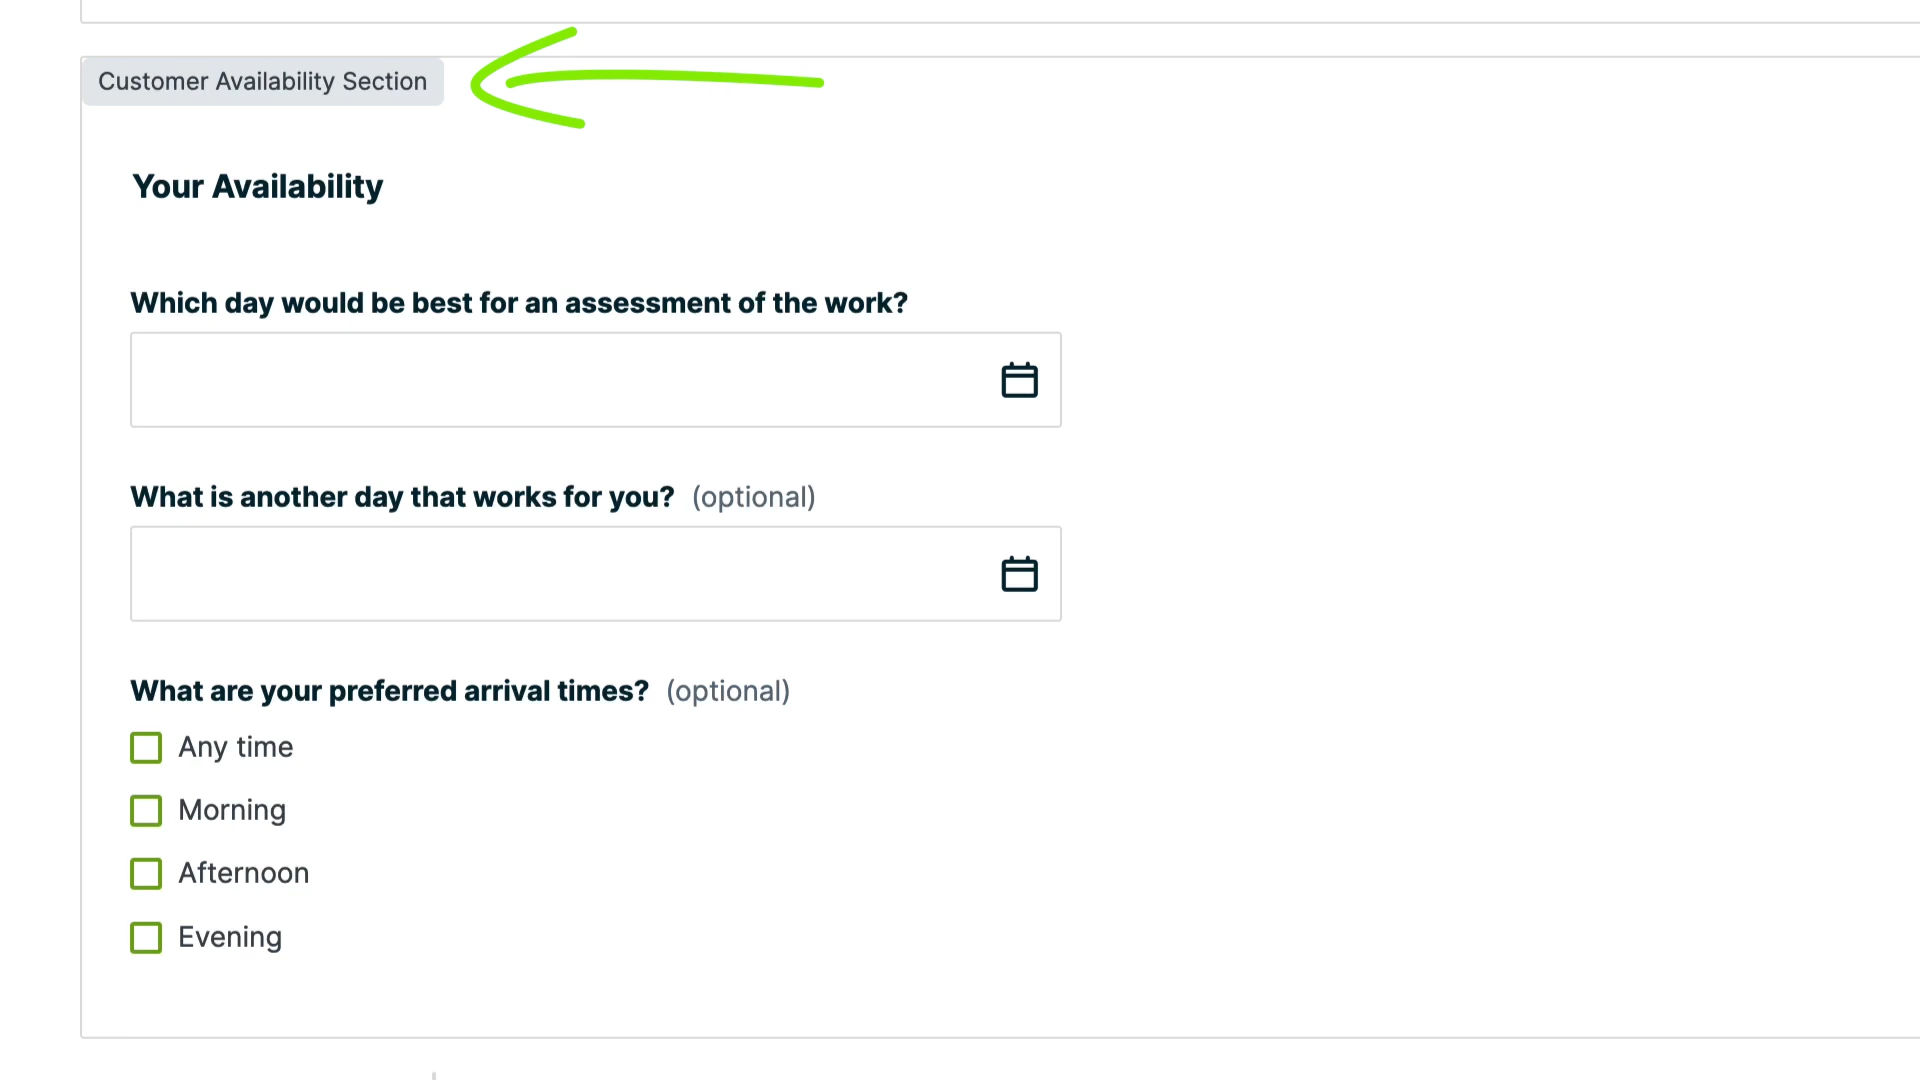 Customer Availability Section
Your Availability
Which day would be best for an assessment of the work?
What is another day that works for you? (optional)
What are your preferred arrival times? (optional)
Any time
Morning
Afternoon
Evening